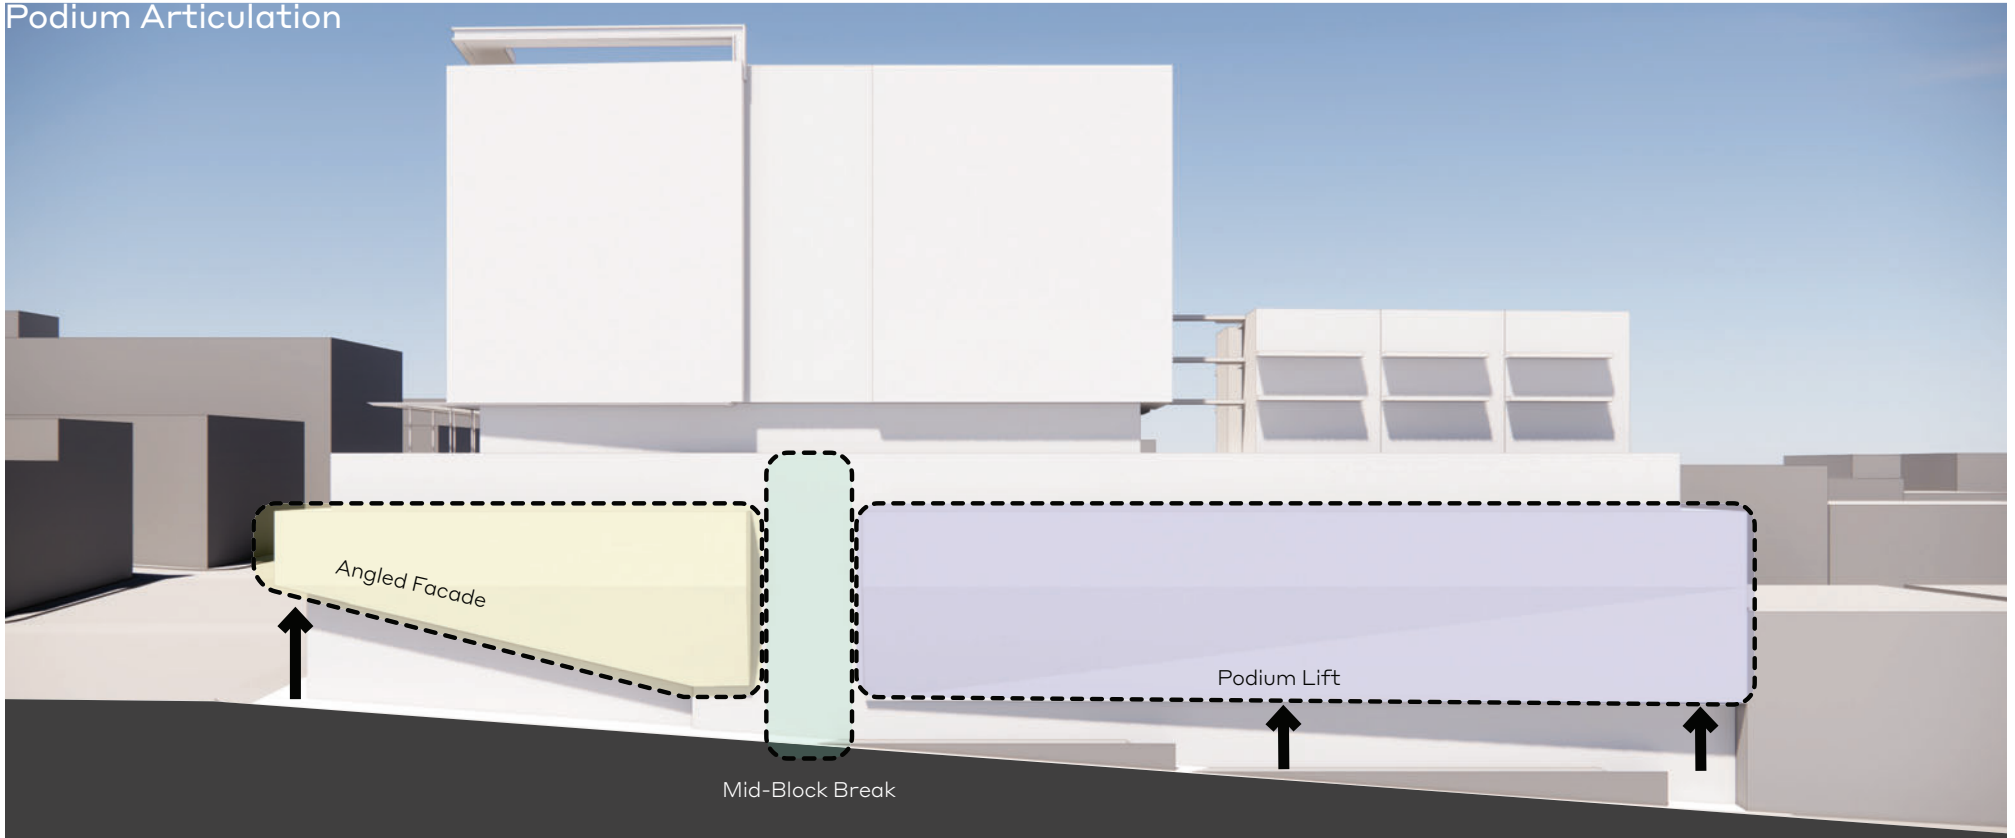 Podium Articulation
Angled Facade
Podium Lift
Mid-Block Break